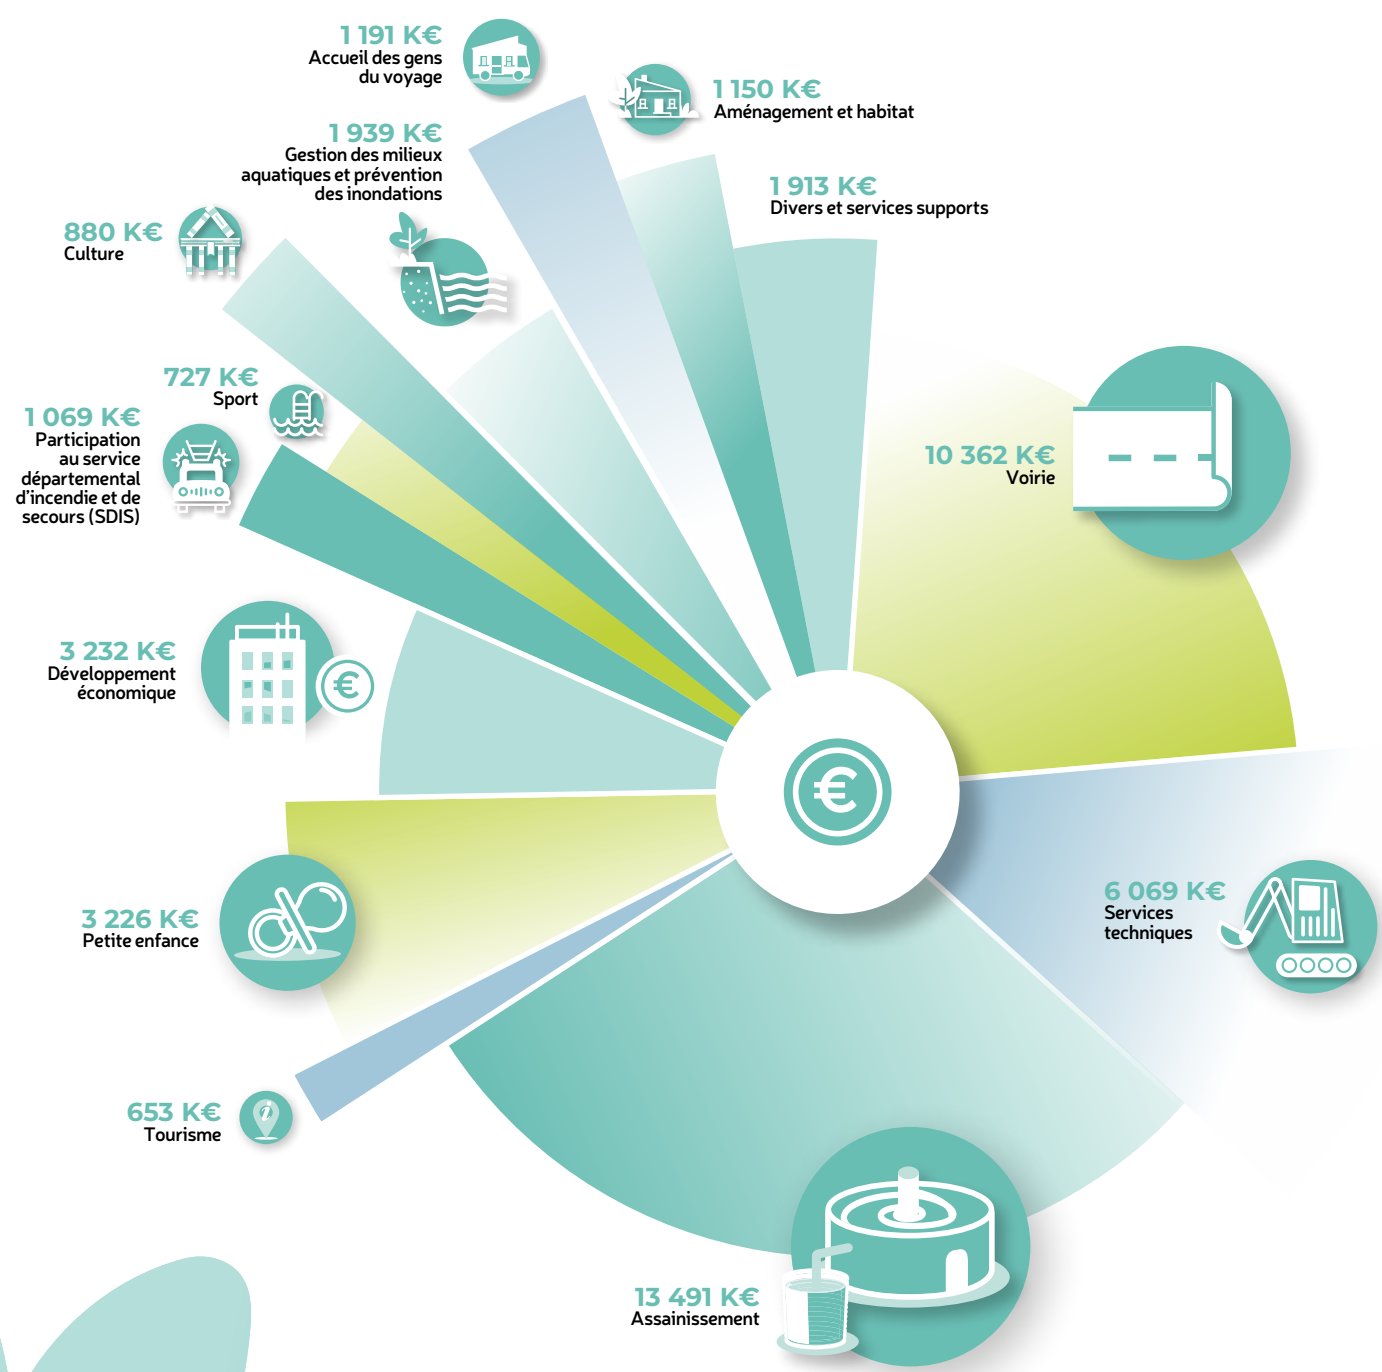 1 191 K€
Accueil des gens
du voyage
1 150 K€
Aménagement et habitat
1 939 K€
Gestion des milieux
aquatiques et prévention
des inondations
1 913 K€
Divers et services supports
880 K€
Culture
727 K€
Sport
1 069 K€
Participation
au service
départemental
d'incendie et de
secours (SDIS)
10 362 K€
Voirie
3 232 K€
Développement
économique
€
€
6 069 K€
Services
techniques
3 226 K€
Petite enfance
653 K€
Tourisme
i
13 491 K€
Assainissement